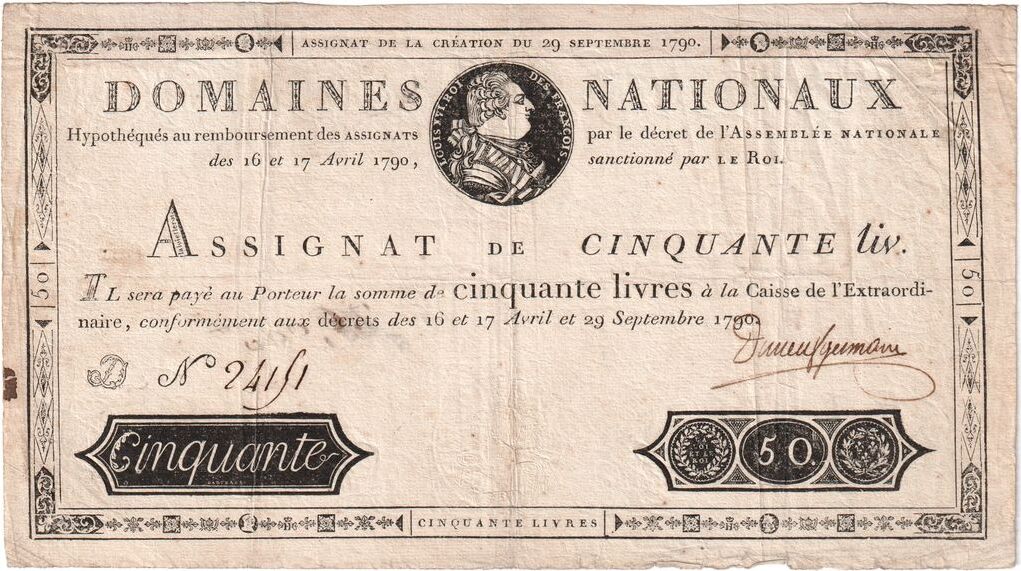 ASSIGNAT DE LA CRÉATION DU 29 SEPTEMBRE 1790.
DOMAINES NATIONAUX
LOUIS XVI ROI DES FRANÇOIS
Hypothéqués au remboursement des ASSIGNATS par le décret de l'ASSEMBLÉE NATIONALE
des 16 et 17 Avril 1790, sanctionné par LE ROI.
ASSIGNAT DE CINQUANTE liv.
IL sera payé au Porteur la somme de cinquante livres à la Caisse de l'Extraordi-
naire, conformément aux décrets des 16 et 17 Avril et 29 Septembre 1790.
D N 24151
Cinquante
ET LE ROI
50.
50
50
CINQUANTE LIVRES